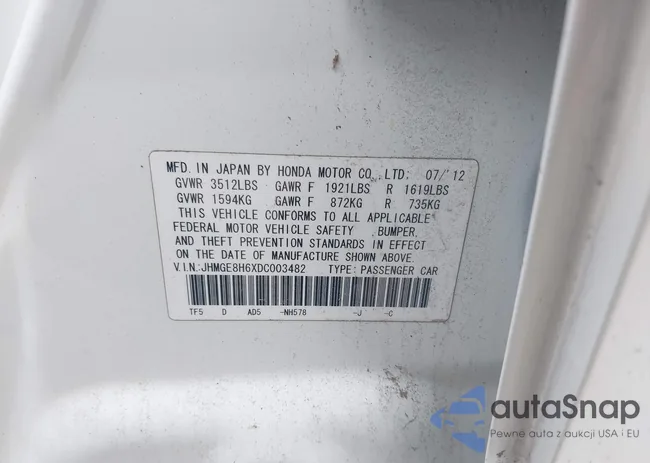 MFD. IN JAPAN BY HONDA MOTOR CO., LTD: 07/'12
GVWR 3512LBS GAWR F 1921LBS R 1619LBS
GVWR 1594KG GAWR F 872KG R 735KG
THIS VEHICLE CONFORMS TO ALL APPLICABLE
FEDERAL MOTOR VEHICLE SAFETY ,BUMPER,
AND THEFT PREVENTION STANDARDS IN EFFECT
ON THE DATE OF MANUFACTURE SHOWN ABOVE.
V.I.N:JHMGE8H6XDC003482 TYPE: PASSENGER CAR
TF5 D AD5 -NH578 -J -C
autaSnap
Pewne auta z aukcji USA i EU